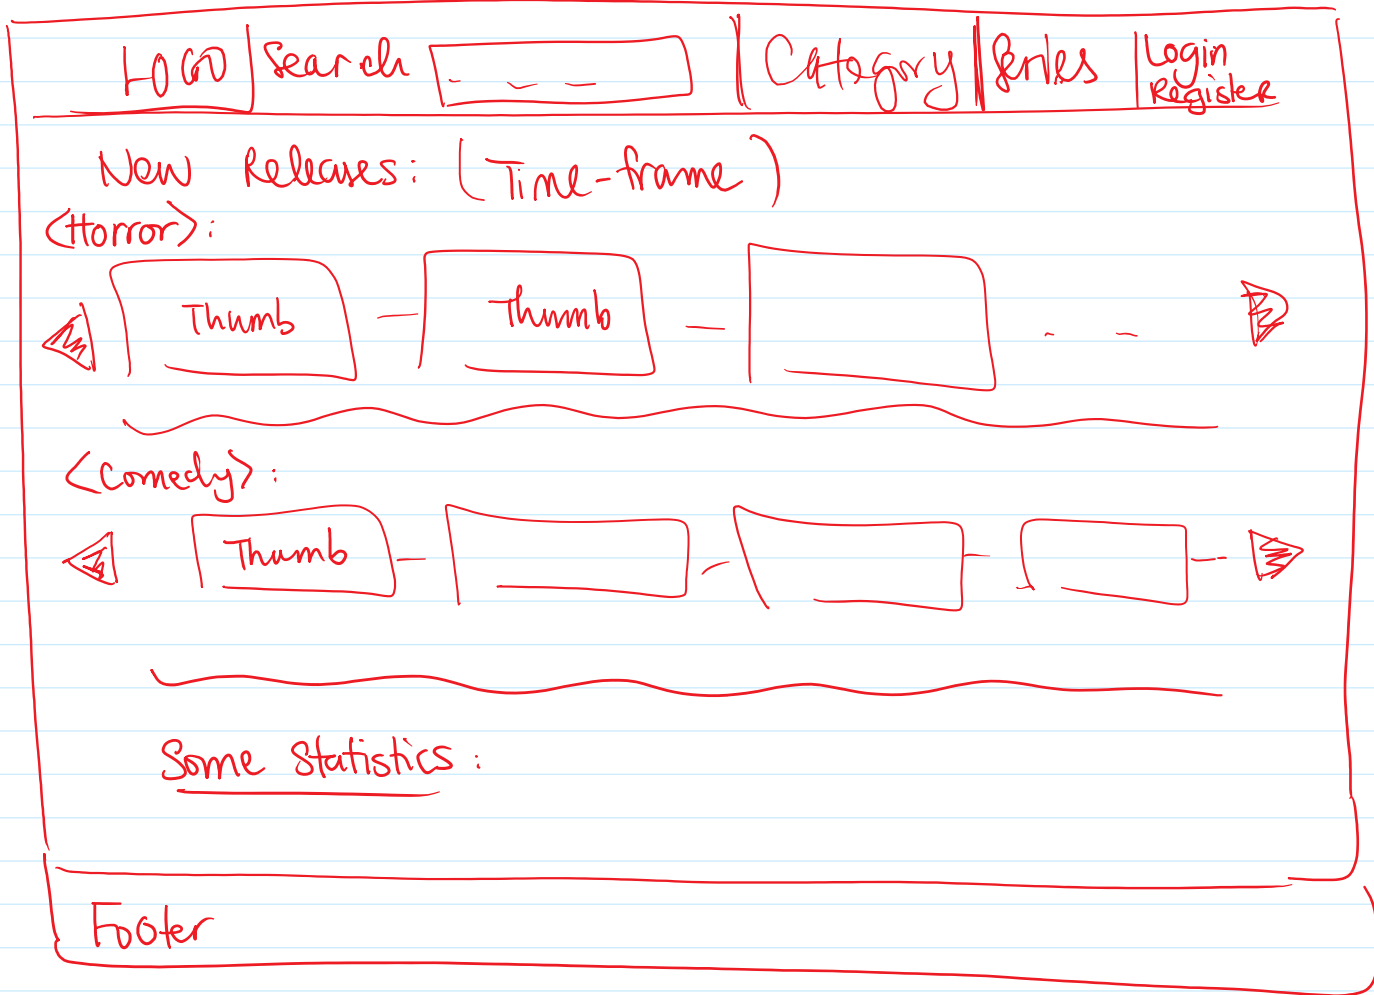 LOGO Search Category Series Login
Register
New Releases: (Time-frame)
<Horror>:
Thumb Thumb
<Comedy>:
Thumb
Some Statistics:
Footer